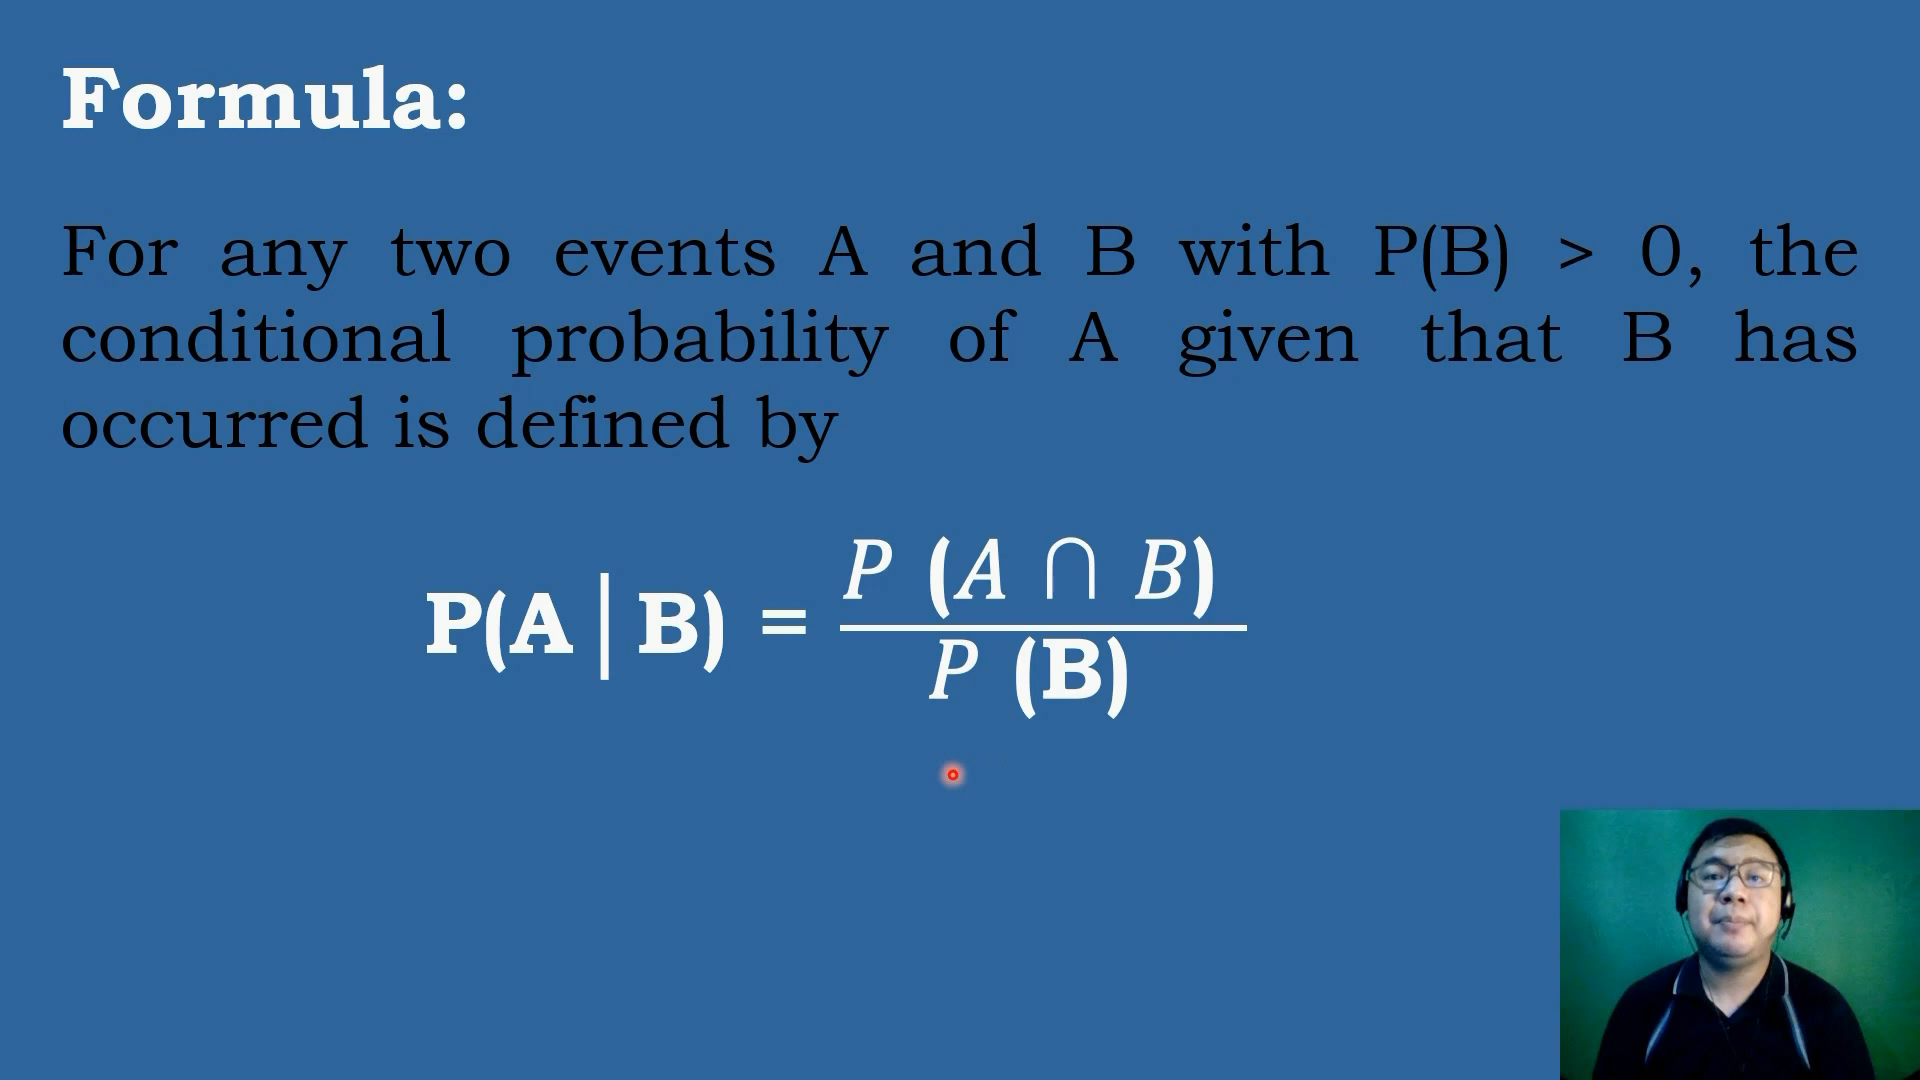 Formula:
For any two events A and B with P(B) > 0, the
conditional probability of A given that B has
occurred is defined by
P(A│B) = P (A ∩ B)
P (B)